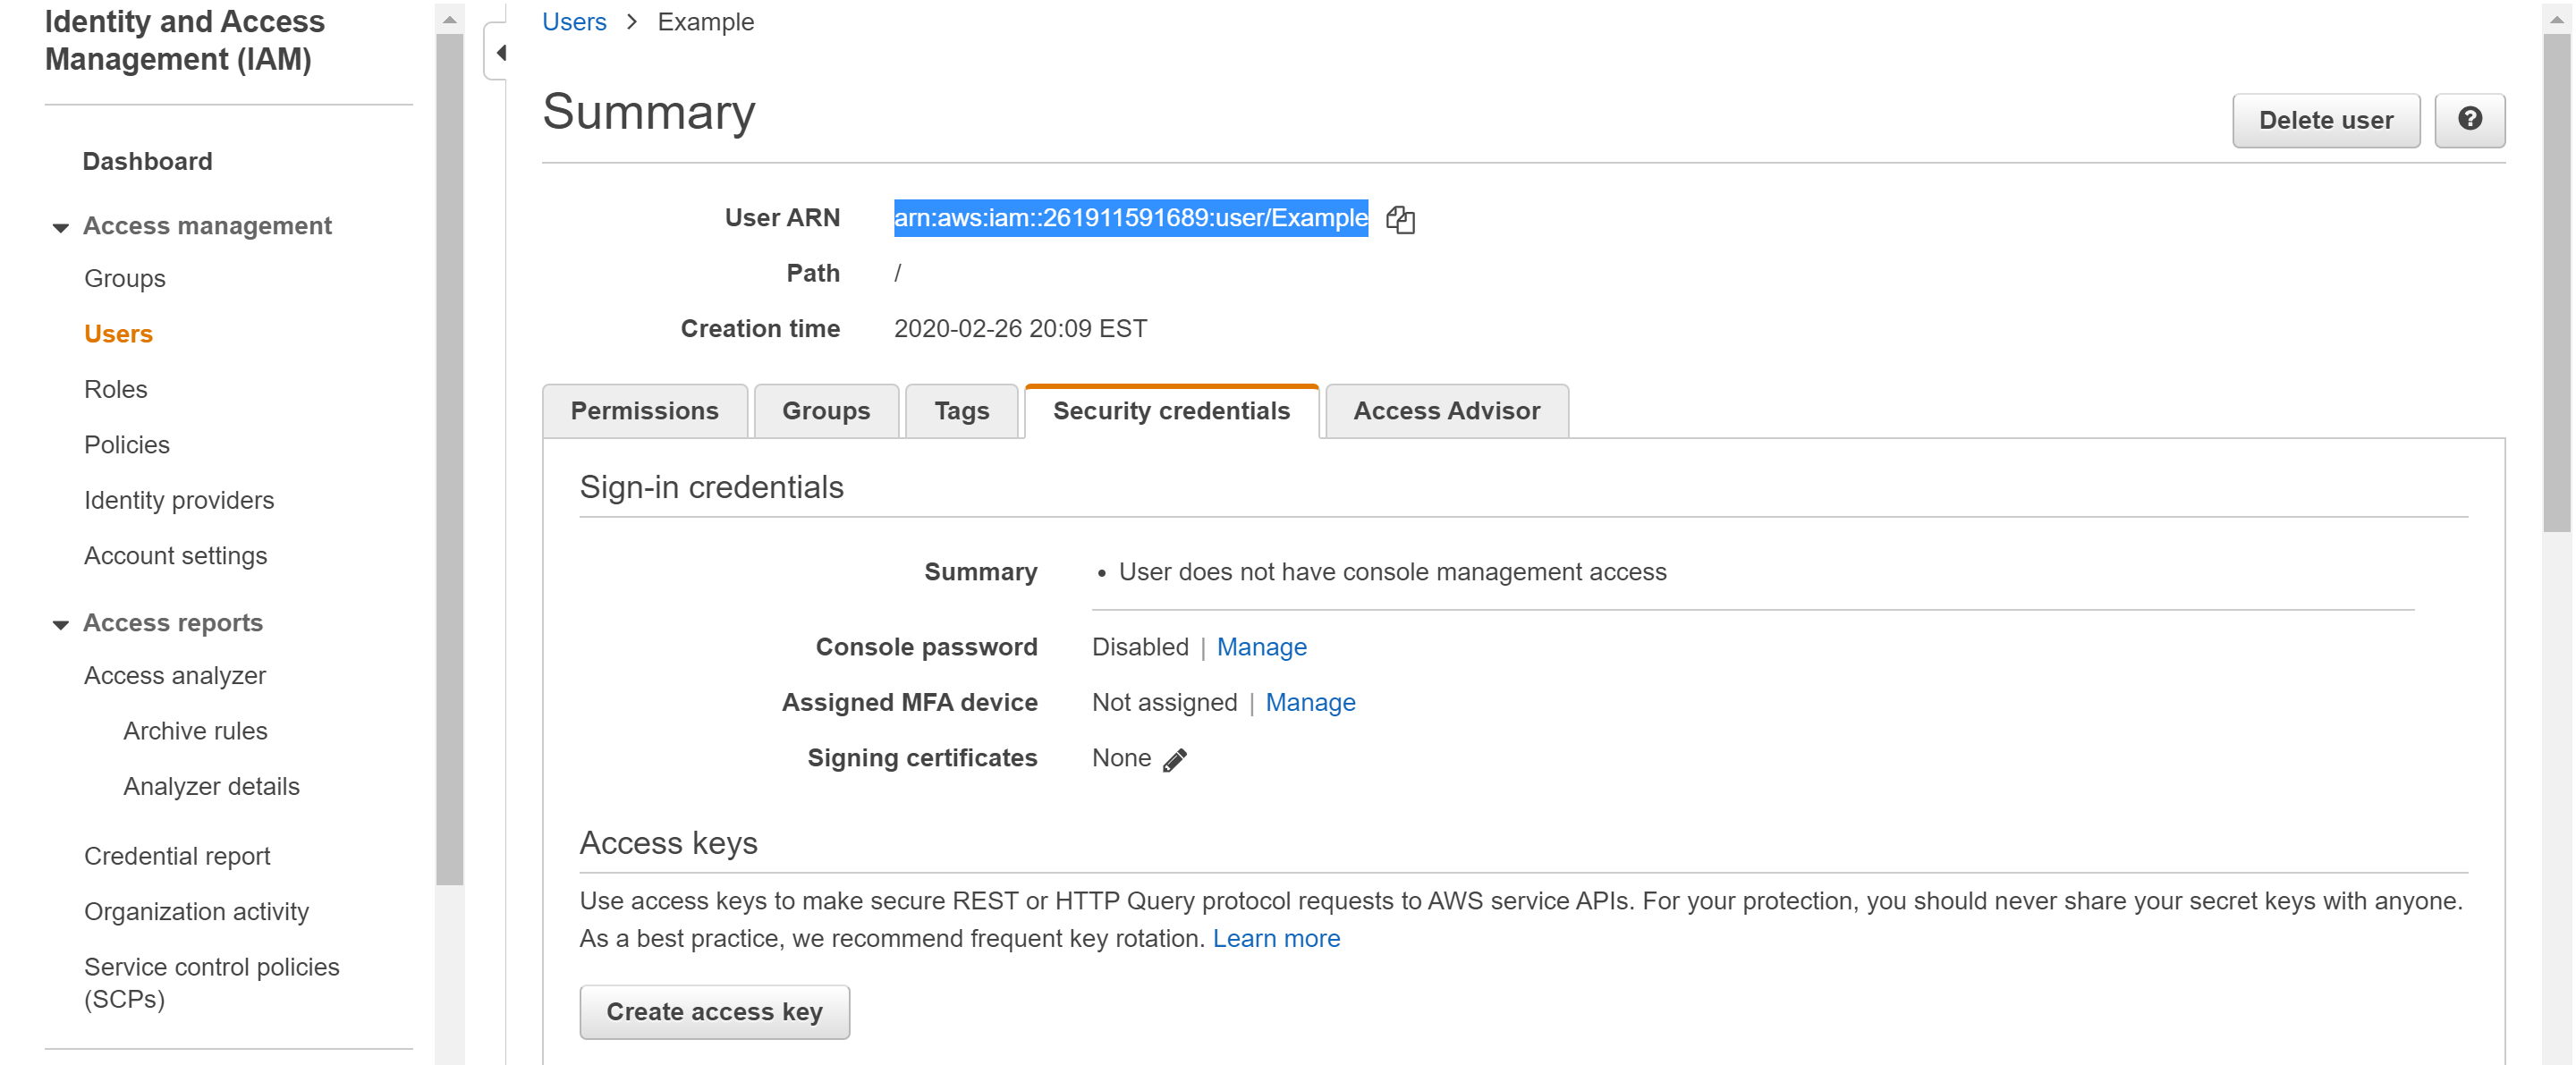 Identity and Access
Management (IAM)
Dashboard
Access management
Groups
Users
Roles
Policies
Identity providers
Account settings
Access reports
Access analyzer
Archive rules
Analyzer details
Credential report
Organization activity
Service control policies
(SCPs)
Users > Example
Summary
Delete user
?
User ARN arn:aws:iam::261911591689:user/Example
Path /
Creation time 2020-02-26 20:09 EST
Permissions Groups Tags Security credentials Access Advisor
Sign-in credentials
Summary • User does not have console management access
Console password Disabled | Manage
Assigned MFA device Not assigned | Manage
Signing certificates None
Access keys
Use access keys to make secure REST or HTTP Query protocol requests to AWS service APIs. For your protection, you should never share your secret keys with anyone.
As a best practice, we recommend frequent key rotation. Learn more
Create access key